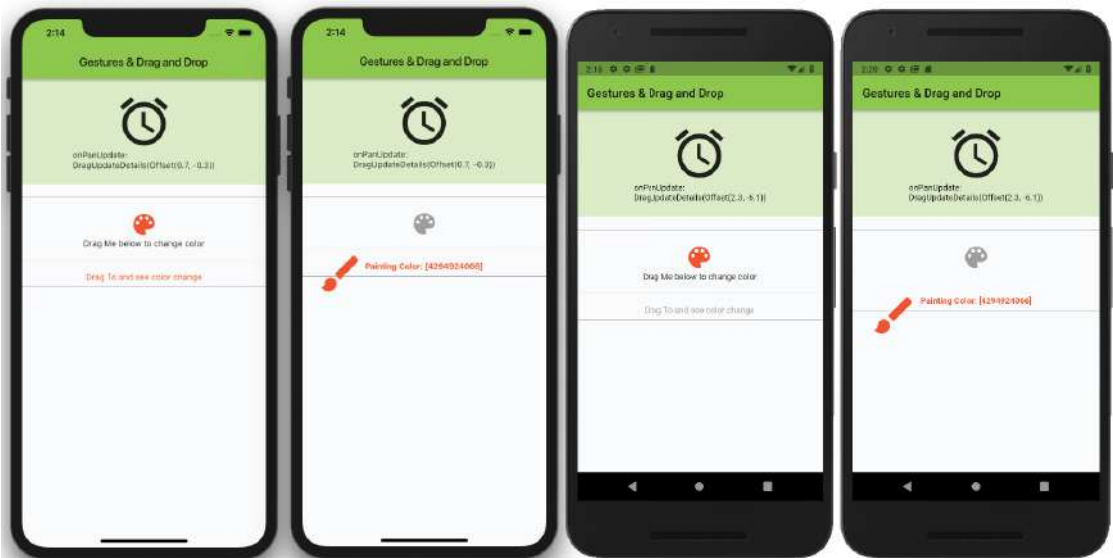 2:14
Gestures & Drag and Drop
onPanUpdate:
DragUpdateDetails(Offset(0.7, -0.3))
Drag Me below to change color
Drag To and see color change
2:14
Gestures & Drag and Drop
onPanUpdate:
DragUpdateDetails(Offset(0.7, -0.3))
Painting Color: [4294924066]
2:18
Gestures & Drag and Drop
onPanUpdate:
DragUpdateDetails(Offset(2.3, -6.1))
Drag Me below to change color
Drag To and see color change
2:20
Gestures & Drag and Drop
onPanUpdate:
DragUpdateDetails(Offset(2.3, -6.1))
Painting Color: [4294924066]